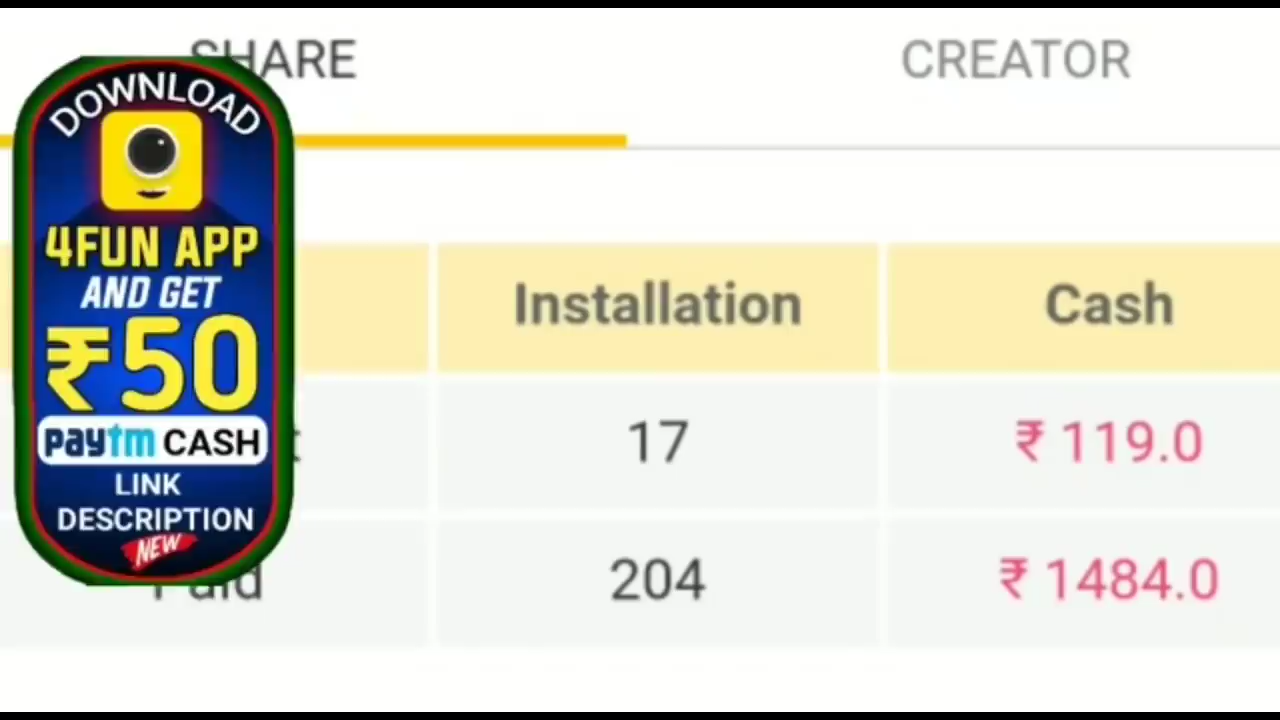 SHARE
CREATOR
DOWNLOAD
4FUN APP
AND GET
₹50
paytm CASH
LINK
DESCRIPTION
NEW
Installation
Cash
17
₹ 119.0
Paid
204
₹ 1484.0